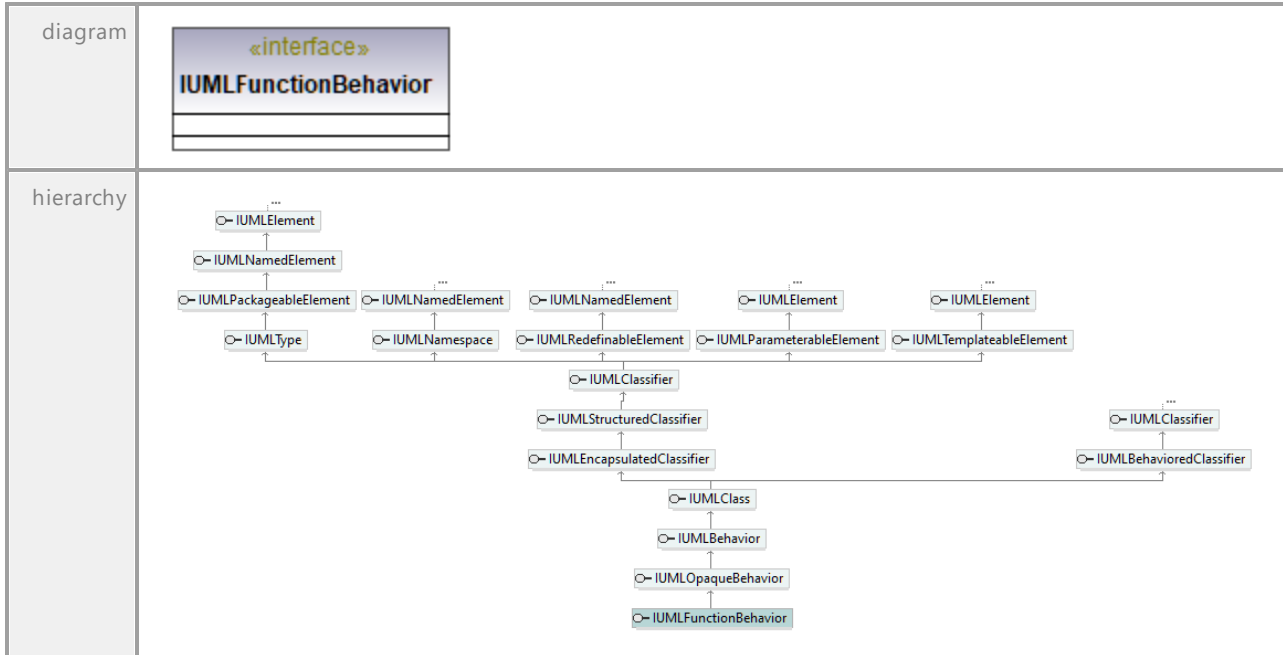 diagram
«interface»
IUMLFunctionBehavior
hierarchy
...
IUMLElement
IUMLNamedElement
... ... ... ...
IUMLPackageableElement IUMLNamedElement IUMLNamedElement IUMLElement IUMLElement
IUMLType IUMLNamespace IUMLRedefinableElement IUMLParameterableElement IUMLTemplateableElement
IUMLClassifier
...
IUMLStructuredClassifier IUMLClassifier
IUMLEncapsulatedClassifier IUMLBehavioredClassifier
IUMLClass
IUMLBehavior
IUMLOpaqueBehavior
IUMLFunctionBehavior